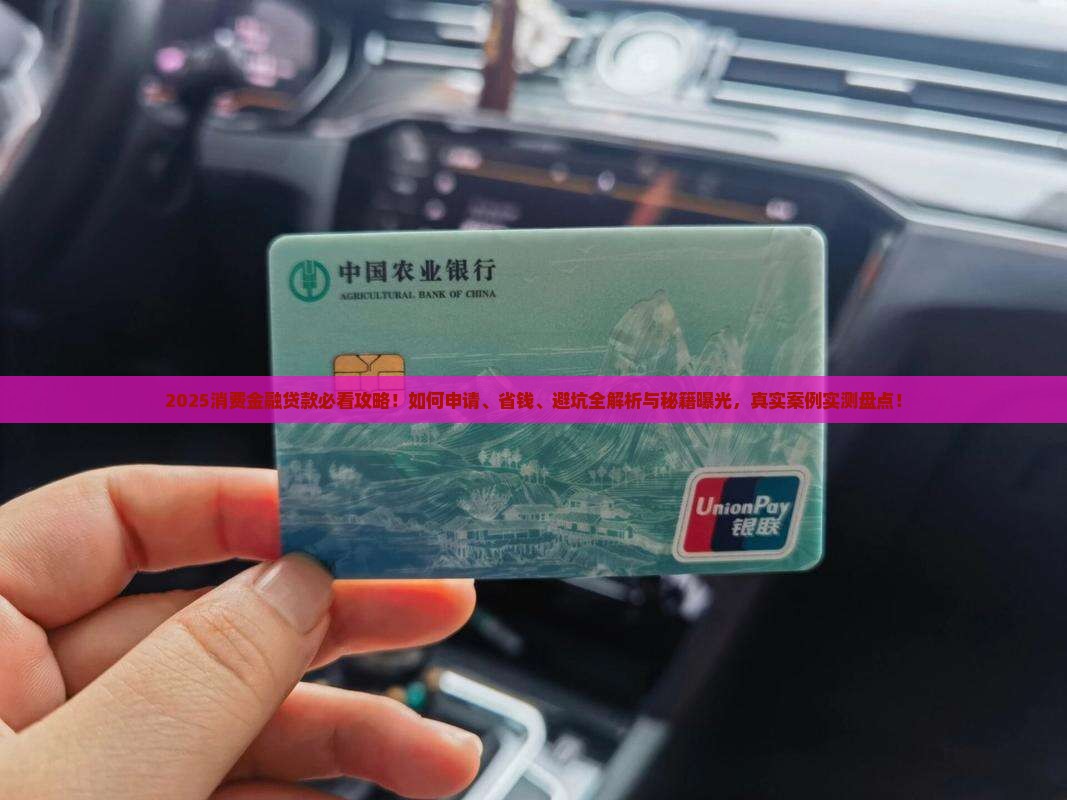 中国农业银行
AGRICULTURAL BANK OF CHINA
2025消费金融贷款必看攻略！如何申请、省钱、避坑全解析与秘籍曝光，真实案例实测盘点！
UnionPay
银联